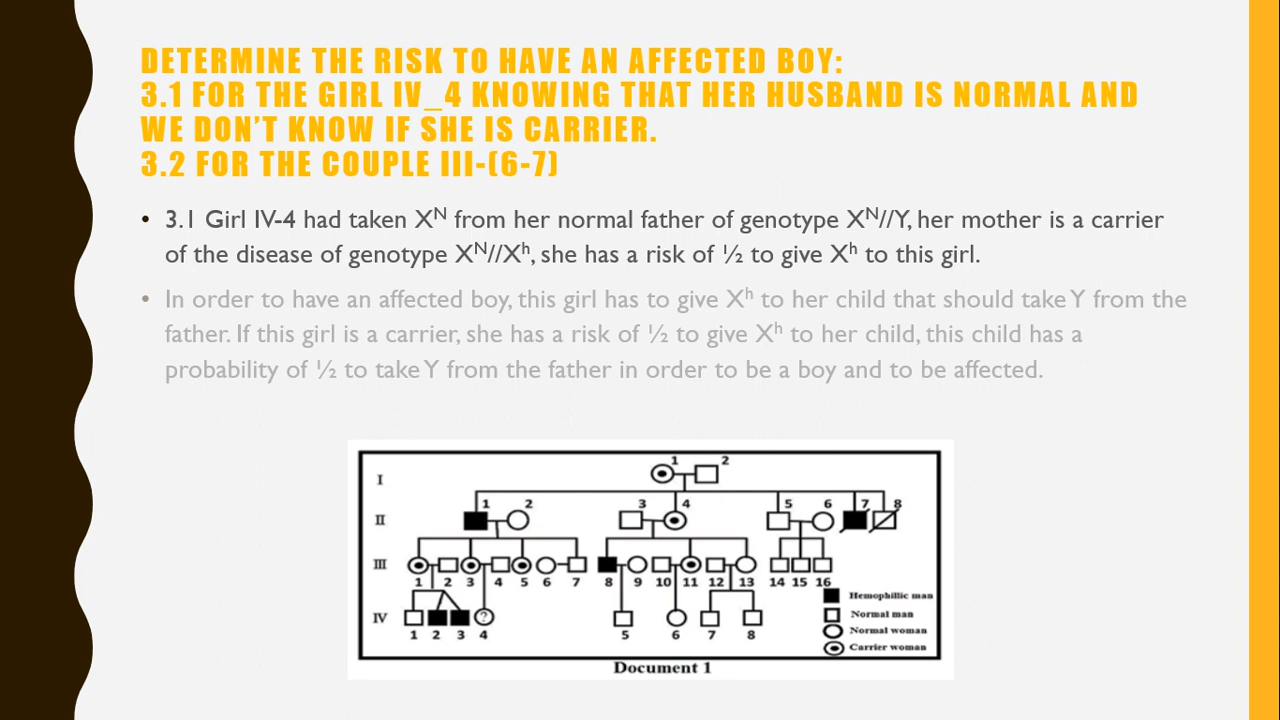 DETERMINE THE RISK TO HAVE AN AFFECTED BOY:
3.1 FOR THE GIRL IV_4 KNOWING THAT HER HUSBAND IS NORMAL AND
WE DON'T KNOW IF SHE IS CARRIER.
3.2 FOR THE COUPLE III-(6-7)
• 3.1 Girl IV-4 had taken Xᴺ from her normal father of genotype Xᴺ//Y, her mother is a carrier
of the disease of genotype Xᴺ//Xʰ, she has a risk of ½ to give Xʰ to this girl.
• In order to have an affected boy, this girl has to give Xʰ to her child that should take Y from the
father. If this girl is a carrier, she has a risk of ½ to give Xʰ to her child, this child has a
probability of ½ to take Y from the father in order to be a boy and to be affected.
1 2
I
1 2 3 4 5 6 7 8
II
III
1 2 3 4 5 6 7 8 9 10 11 12 13 14 15 16
Hemophillic man
IV ? Normal man
1 2 3 4 5 6 7 8
Normal woman
Carrier woman
Document 1